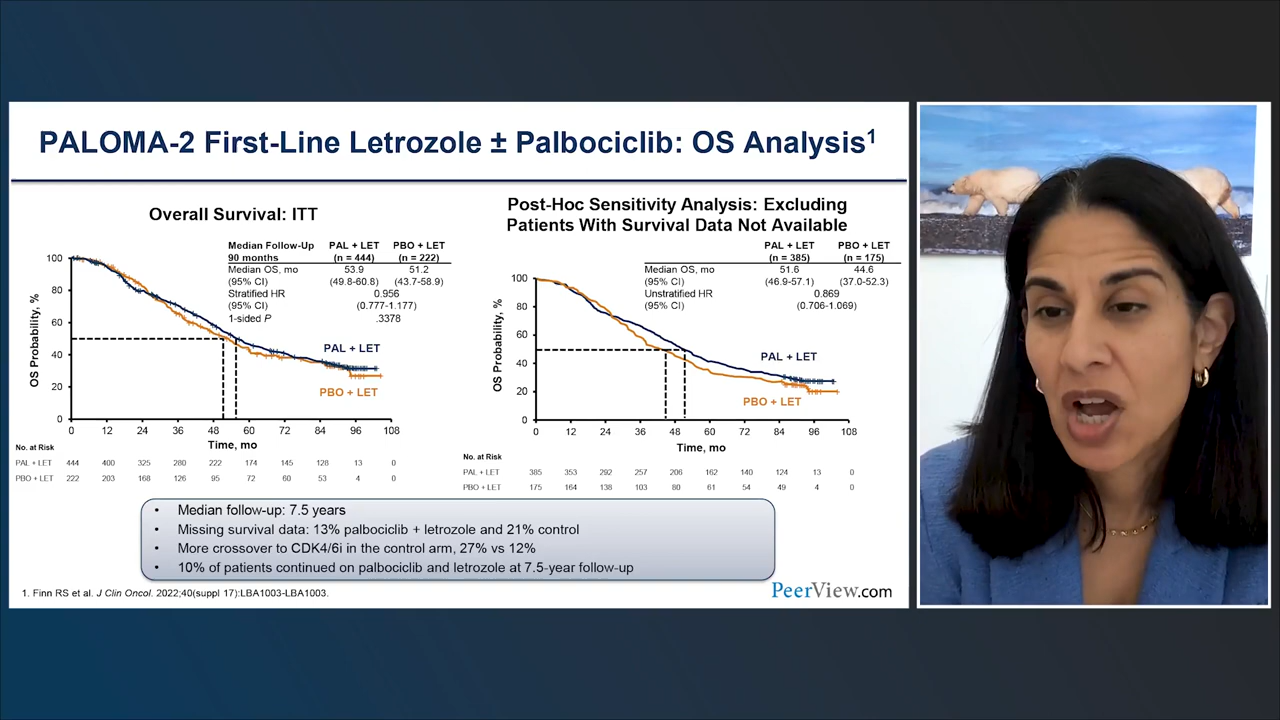 PALOMA-2 First-Line Letrozole ± Palbociclib: OS Analysis1
Overall Survival: ITT
Median Follow-Up PAL + LET PBO + LET
90 months (n = 444) (n = 222)
Median OS, mo 53.9 51.2
(95% CI) (49.8-60.8) (43.7-58.9)
Stratified HR 0.956
(95% CI) (0.777-1.177)
1-sided P .3378
OS Probability, %
100
80
60
40
20
0
PAL + LET
PBO + LET
0 12 24 36 48 60 72 84 96 108
Time, mo
No. at Risk
PAL + LET 444 400 325 280 222 174 145 128 13 0
PBO + LET 222 203 168 126 95 72 60 53 4 0
Post-Hoc Sensitivity Analysis: Excluding
Patients With Survival Data Not Available
PAL + LET PBO + LET
(n = 385) (n = 175)
Median OS, mo 51.6 44.6
(95% CI) (46.9-57.1) (37.0-52.3)
Unstratified HR 0.869
(95% CI) (0.706-1.069)
OS Probability, %
100
80
60
40
20
0
PAL + LET
PBO + LET
0 12 24 36 48 60 72 84 96 108
Time, mo
No. at Risk
PAL + LET 385 353 292 257 206 162 140 124 13 0
PBO + LET 175 164 138 103 80 61 54 49 4 0
• Median follow-up: 7.5 years
• Missing survival data: 13% palbociclib + letrozole and 21% control
• More crossover to CDK4/6i in the control arm, 27% vs 12%
• 10% of patients continued on palbociclib and letrozole at 7.5-year follow-up
1. Finn RS et al. J Clin Oncol. 2022;40(suppl 17):LBA1003-LBA1003.
PeerView.com